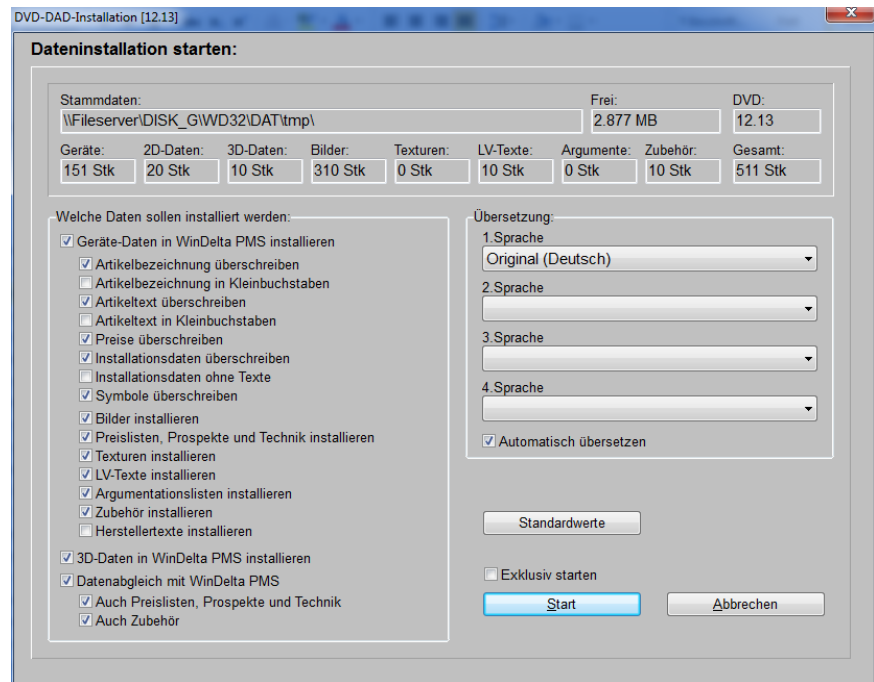 DVD-DAD-Installation [12.13]
Dateninstallation starten:
Stammdaten: Frei: DVD:
\\Fileserver\DISK_G\WD32\DAT\tmp\ 2.877 MB 12.13
Geräte: 2D-Daten: 3D-Daten: Bilder: Texturen: LV-Texte: Argumente: Zubehör: Gesamt:
151 Stk 20 Stk 10 Stk 310 Stk 0 Stk 10 Stk 0 Stk 10 Stk 511 Stk
Welche Daten sollen installiert werden:
Geräte-Daten in WinDelta PMS installieren
Artikelbezeichnung überschreiben
Artikelbezeichnung in Kleinbuchstaben
Artikeltext überschreiben
Artikeltext in Kleinbuchstaben
Preise überschreiben
Installationsdaten überschreiben
Installationsdaten ohne Texte
Symbole überschreiben
Bilder installieren
Preislisten, Prospekte und Technik installieren
Texturen installieren
LV-Texte installieren
Argumentationslisten installieren
Zubehör installieren
Herstellertexte installieren
3D-Daten in WinDelta PMS installieren
Datenabgleich mit WinDelta PMS
Auch Preislisten, Prospekte und Technik
Auch Zubehör
Übersetzung:
1.Sprache
Original (Deutsch)
2.Sprache
3.Sprache
4.Sprache
Automatisch übersetzen
Standardwerte
Exklusiv starten
Start Abbrechen